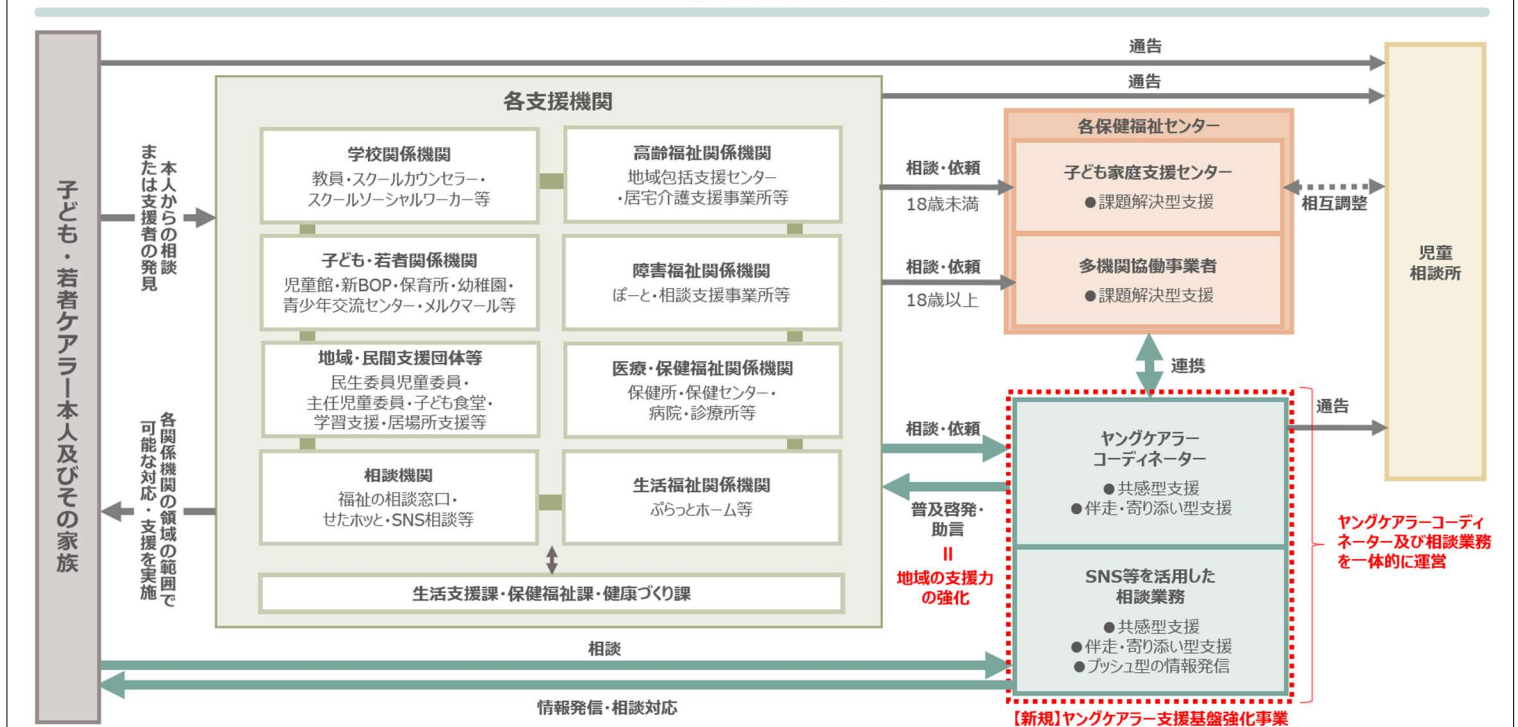 子ども・若者ケアラー本人及びその家族
本人からの相談
または支援者の発見
各関係機関の領域の範囲で
可能な対応・支援を実施
通告
通告
各支援機関
学校関係機関
教員・スクールカウンセラー・
スクールソーシャルワーカー等
高齢福祉関係機関
地域包括支援センター
・居宅介護支援事業所等
子ども・若者関係機関
児童館・新BOP・保育所・幼稚園・
青少年交流センター・メルクマール等
障害福祉関係機関
ぽーと・相談支援事業所等
地域・民間支援団体等
民生委員児童委員・
主任児童委員・子ども食堂・
学習支援・居場所支援等
医療・保健福祉関係機関
保健所・保健センター・
病院・診療所等
相談機関
福祉の相談窓口・
せたホッと・SNS相談等
生活福祉関係機関
ぷらっとホーム等
生活支援課・保健福祉課・健康づくり課
相談・依頼
18歳未満
相談・依頼
18歳以上
各保健福祉センター
子ども家庭支援センター
●課題解決型支援
多機関協働事業者
●課題解決型支援
相互調整
児童
相談所
連携
相談・依頼
普及啓発・
助言
=
地域の支援力
の強化
ヤングケアラー
コーディネーター
●共感型支援
●伴走・寄り添い型支援
SNS等を活用した
相談業務
●共感型支援
●伴走・寄り添い型支援
●プッシュ型の情報発信
通告
ヤングケアラーコーディ
ネーター及び相談業務
を一体的に運営
相談
情報発信・相談対応
【新規】ヤングケアラー支援基盤強化事業